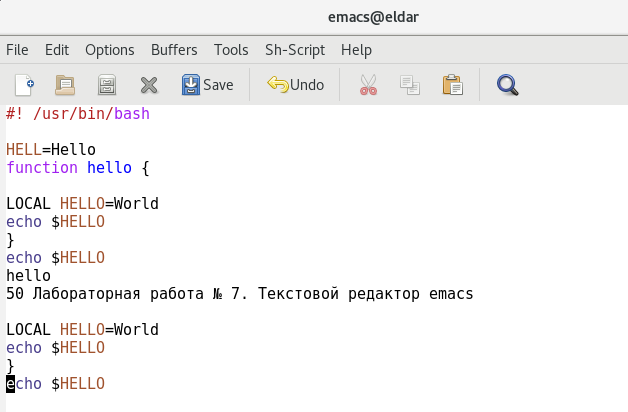 emacs@eldar
File Edit Options Buffers Tools Sh-Script Help
Save Undo
#! /usr/bin/bash
HELL=Hello
function hello {
LOCAL HELLO=World
echo $HELLO
}
echo $HELLO
hello
50 Лабораторная работа № 7. Текстовой редактор emacs
LOCAL HELLO=World
echo $HELLO
}
echo $HELLO